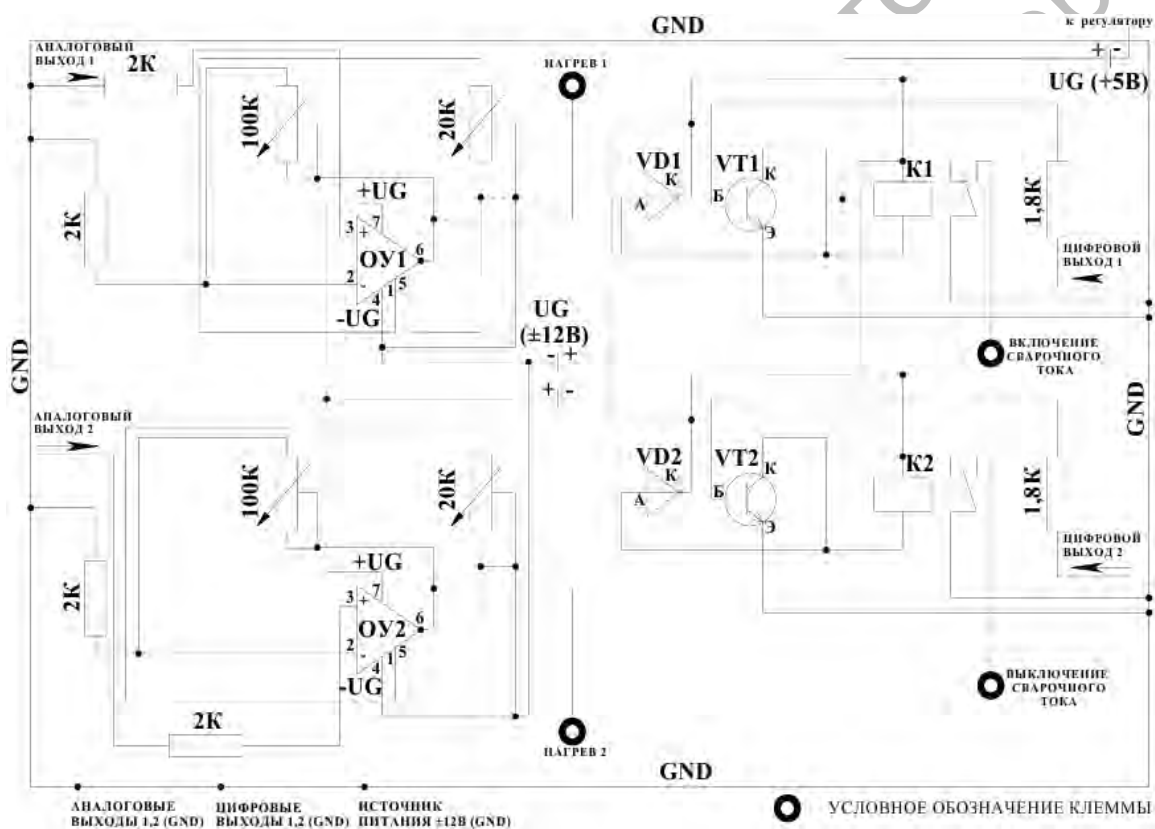 GND
к регулятору
+ -
UG (+5В)
АНАЛОГОВЫЙ
ВЫХОД 1
2К
НАГРЕВ 1
100К
20К
2К
+UG
3
+
7
ОУ1
6
2
-
4
1
5
-UG
UG
(±12В)
- +
+ -
VD1
К
А
VT1
К
Б
Э
К1
1,8К
ЦИФРОВОЙ
ВЫХОД 1
ВКЛЮЧЕНИЕ
СВАРОЧНОГО
ТОКА
GND
GND
АНАЛОГОВЫЙ
ВЫХОД 2
100К
20К
2К
+UG
3
+
7
ОУ2
6
2
-
4
1
5
-UG
2К
VD2
К
А
VT2
К
Б
Э
К2
1,8К
ЦИФРОВОЙ
ВЫХОД 2
ВЫКЛЮЧЕНИЕ
СВАРОЧНОГО
ТОКА
НАГРЕВ 2
GND
АНАЛОГОВЫЕ
ВЫХОДЫ 1,2 (GND)
ЦИФРОВЫЕ
ВЫХОДЫ 1,2 (GND)
ИСТОЧНИК
ПИТАНИЯ ±12В (GND)
УСЛОВНОЕ ОБОЗНАЧЕНИЕ КЛЕММЫ